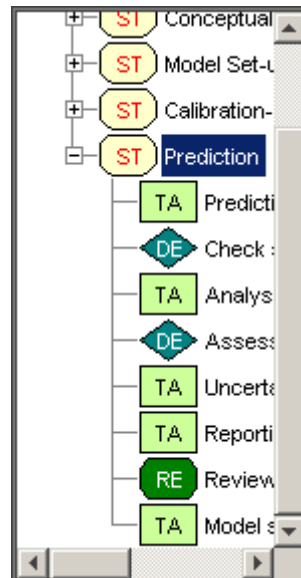 ST Conceptual
ST Model Set-u
ST Calibration-
ST Prediction
TA Predicti
DE Check
TA Analys
DE Assess
TA Uncerta
TA Reporti
RE Review
TA Model s